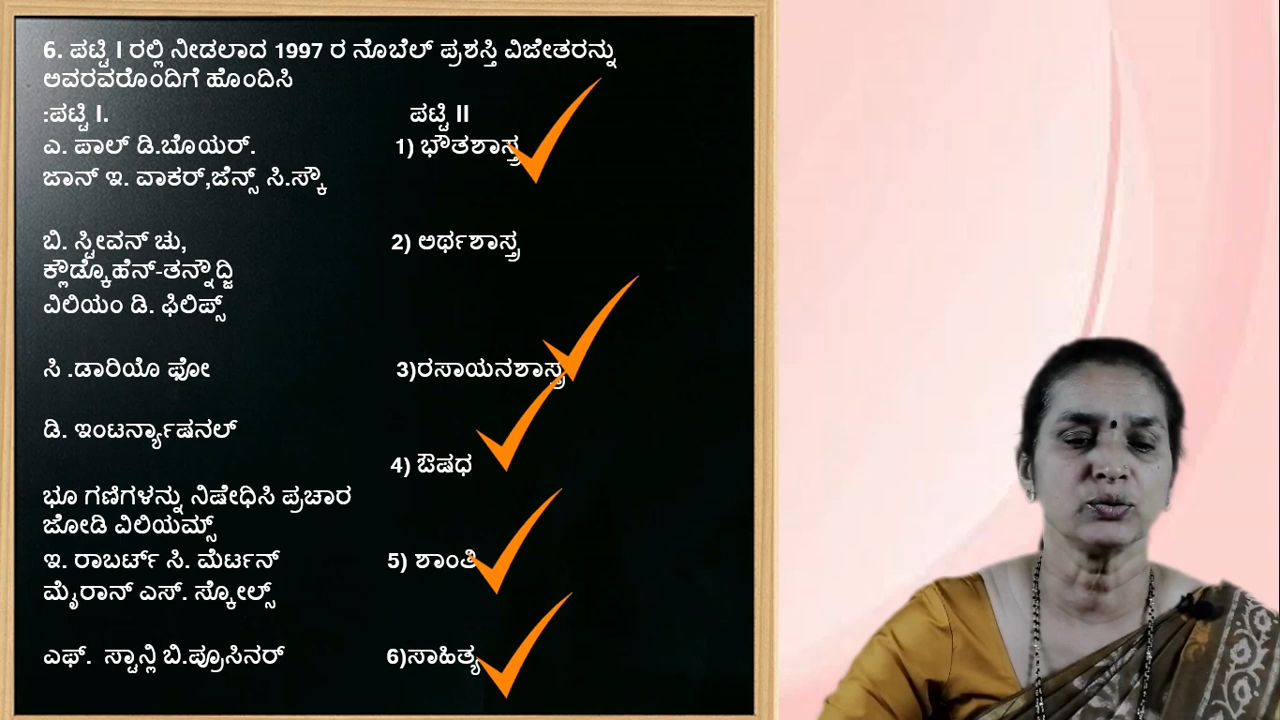 6. ಪಟ್ಟಿ I ರಲ್ಲಿ ನೀಡಲಾದ 1997 ರ ನೊಬೆಲ್ ಪ್ರಶಸ್ತಿ ವಿಜೇತರನ್ನು
ಅವರವರೊಂದಿಗೆ ಹೊಂದಿಸಿ
:ಪಟ್ಟಿ I. ಪಟ್ಟಿ II
ಎ. ಪಾಲ್ ಡಿ.ಬೊಯರ್. 1) ಭೌತಶಾಸ್ತ್ರ
ಜಾನ್ ಇ. ವಾಕರ್,ಜೆನ್ಸ್ ಸಿ.ಸ್ಕೌ
ಬಿ. ಸ್ಟೀವನ್ ಚು, 2) ಅರ್ಥಶಾಸ್ತ್ರ
ಕ್ಲೌಡ್ಕೊಹೆನ್-ತನ್ನೌದ್ಜಿ
ವಿಲಿಯಂ ಡಿ. ಫಿಲಿಪ್ಸ್
ಸಿ .ಡಾರಿಯೊ ಫೋ 3)ರಸಾಯನಶಾಸ್ತ್ರ
ಡಿ. ಇಂಟರ್ನ್ಯಾಷನಲ್
4) ಔಷಧ
ಭೂ ಗಣಿಗಳನ್ನು ನಿಷೇಧಿಸಿ ಪ್ರಚಾರ
ಜೋಡಿ ವಿಲಿಯಮ್ಸ್
ಇ. ರಾಬರ್ಟ್ ಸಿ. ಮೆರ್ಟನ್ 5) ಶಾಂತಿ
ಮೈರಾನ್ ಎಸ್. ಸ್ಕೋಲ್ಸ್
ಎಫ್. ಸ್ಟಾನ್ಲಿ ಬಿ.ಪ್ರೂಸಿನರ್ 6)ಸಾಹಿತ್ಯ